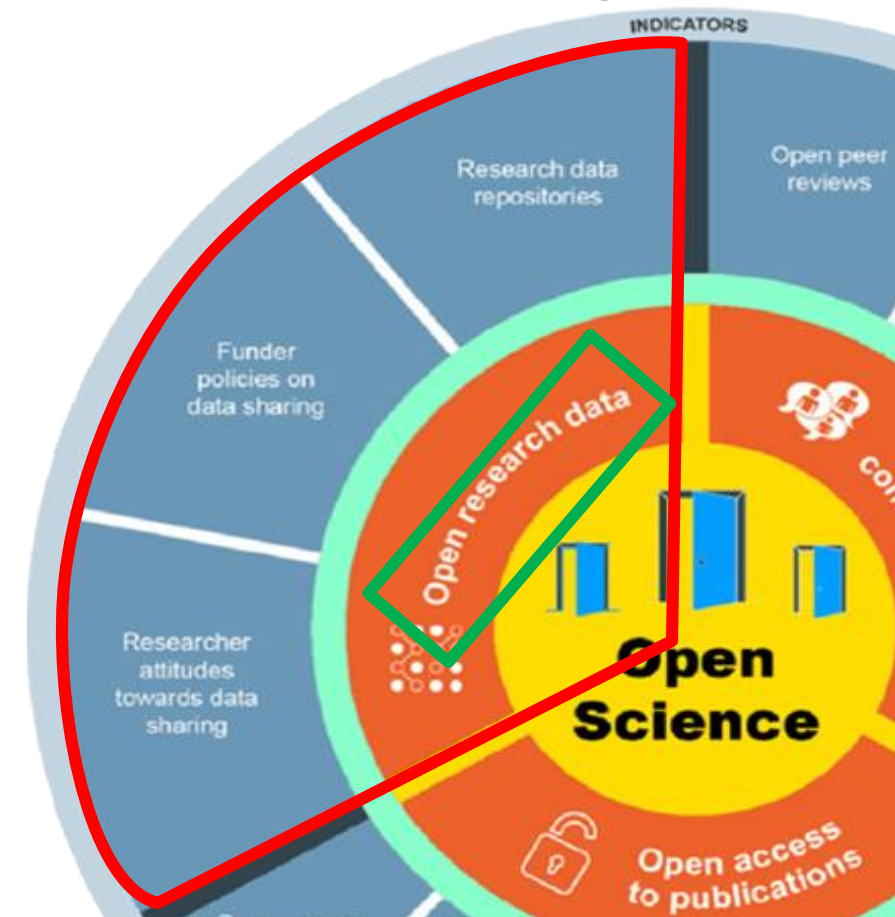 INDICATORS
Research data
repositories
Open peer
reviews
Funder
policies on
data sharing
Open research data
Researcher
attitudes
towards data
sharing
Open
Science
Open access
to publications